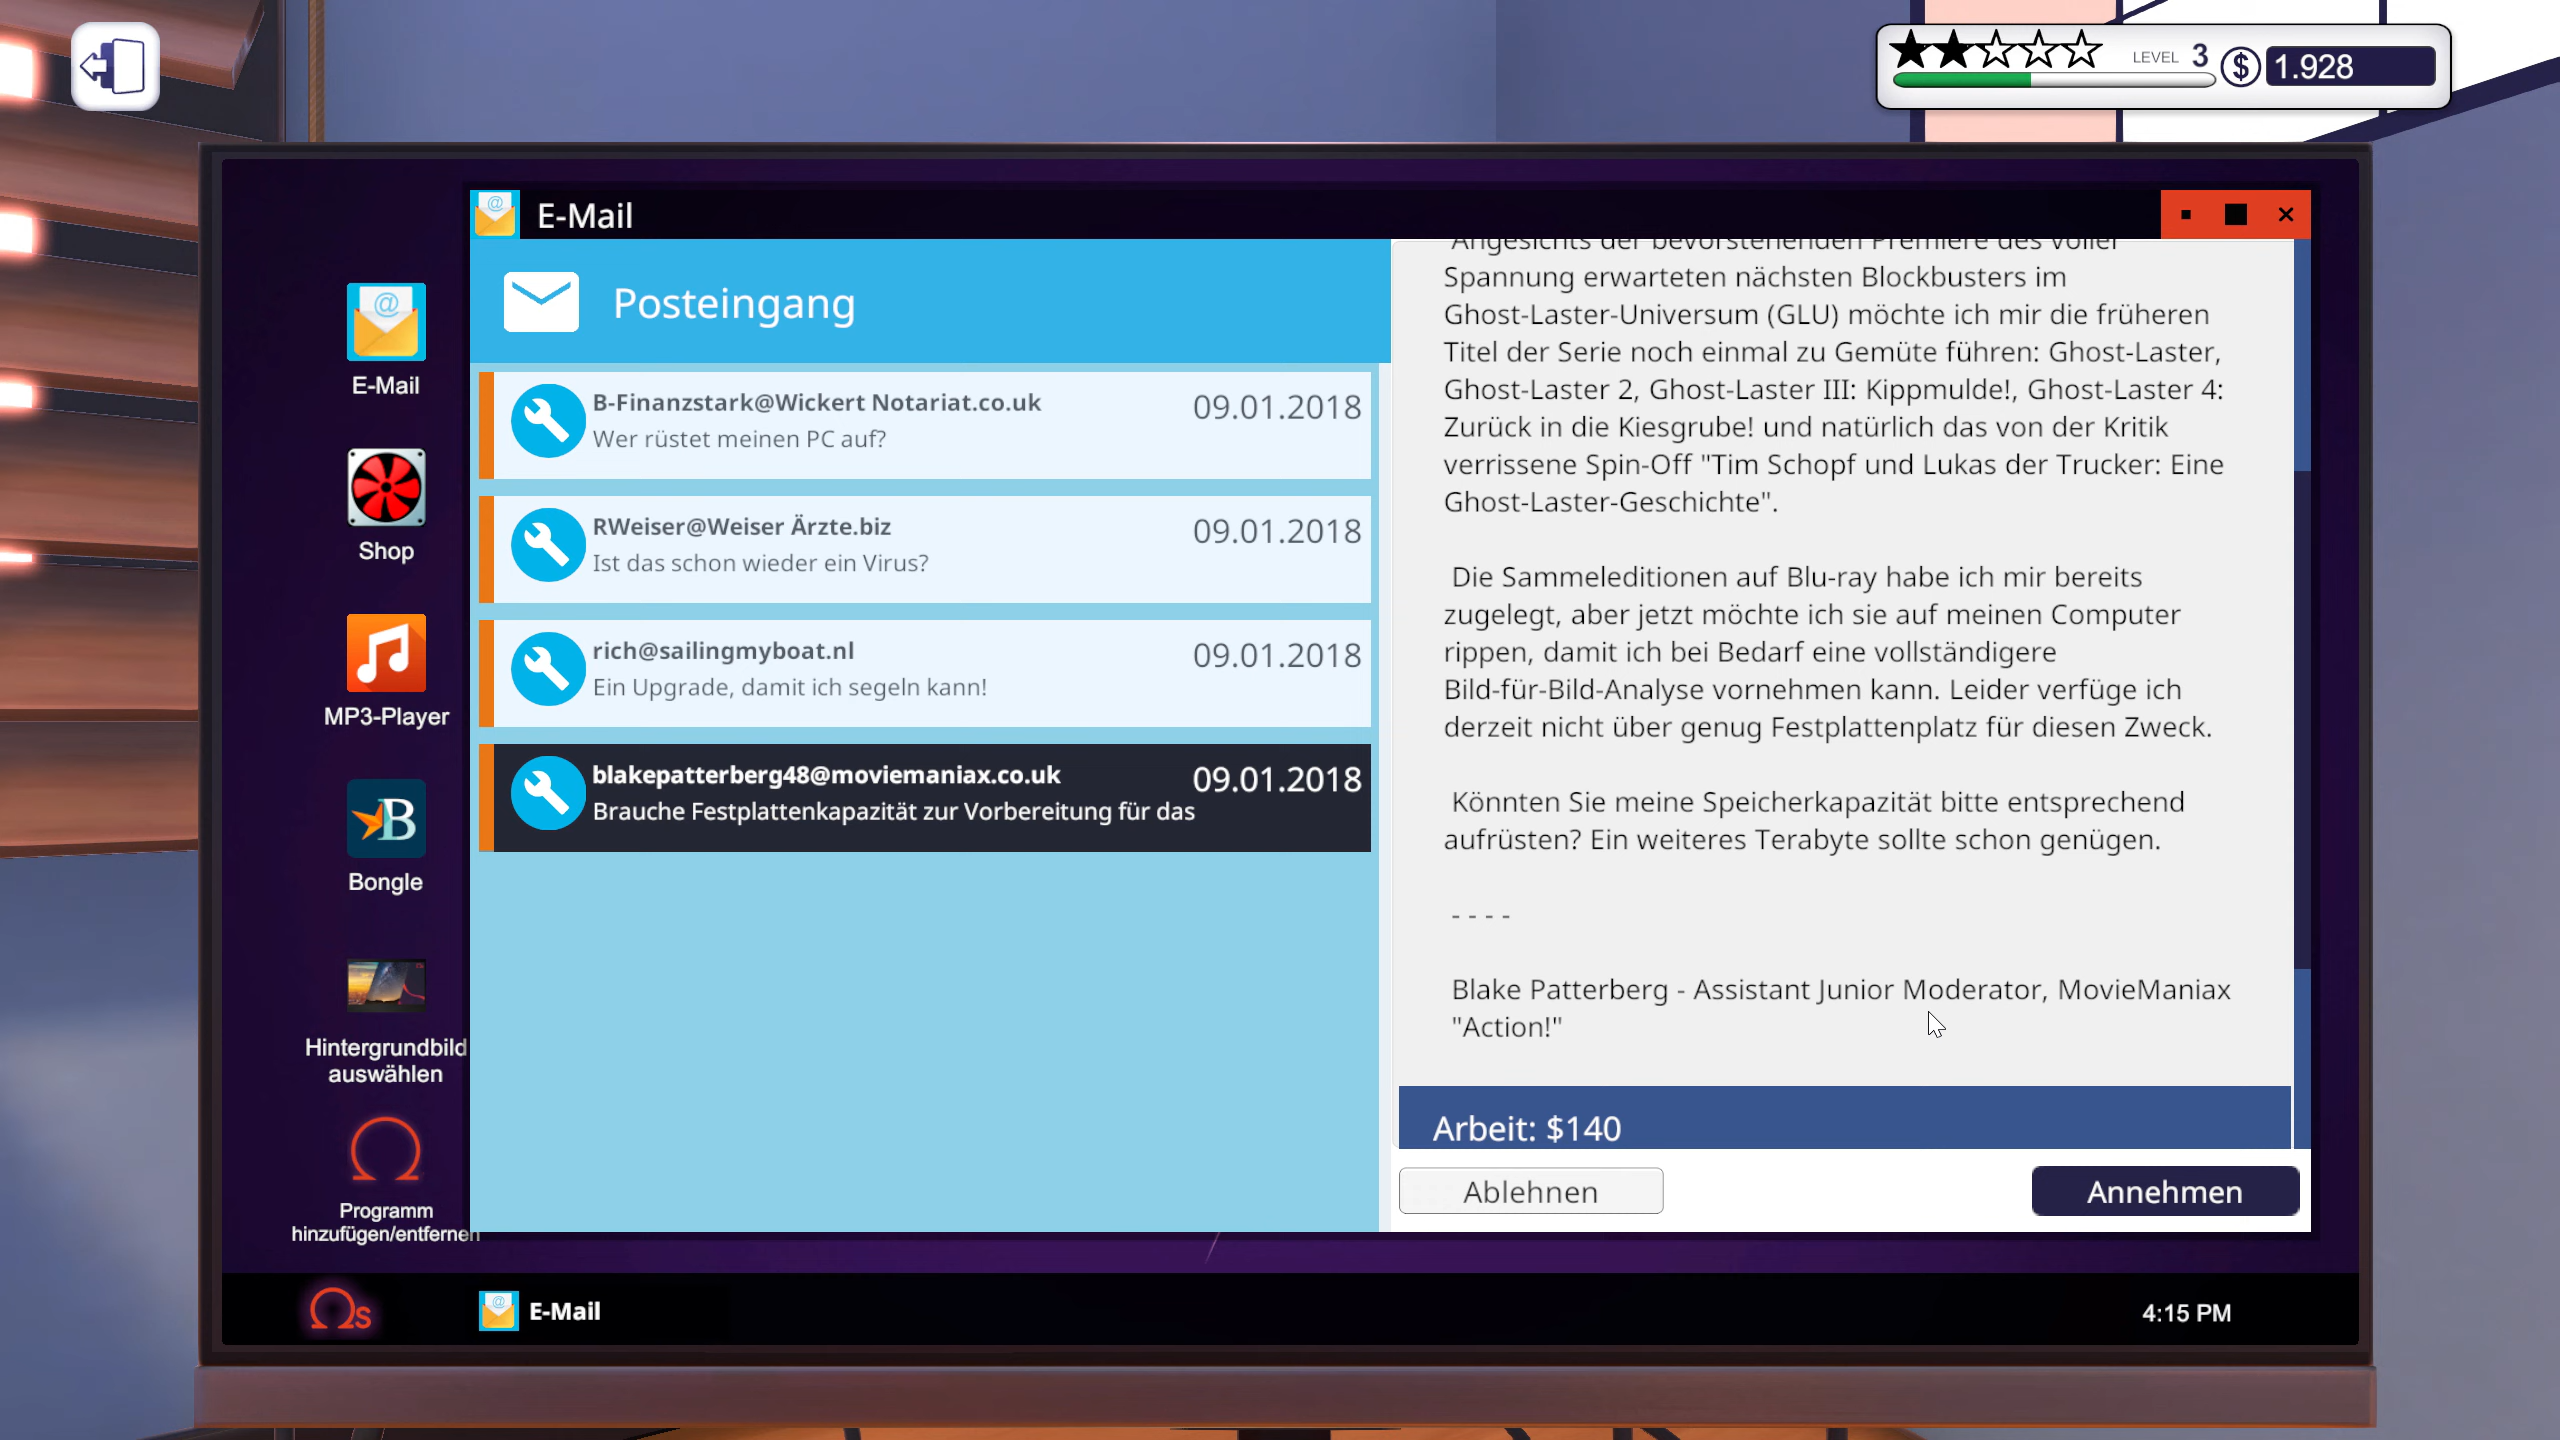 LEVEL 3
1.928
E-Mail
Posteingang
B-Finanzstark@Wickert Notariat.co.uk
09.01.2018
Wer rüstet meinen PC auf?
RWeiser@Weiser Ärzte.biz
09.01.2018
Ist das schon wieder ein Virus?
rich@sailingmyboat.nl
09.01.2018
Ein Upgrade, damit ich segeln kann!
blakepatterberg48@moviemaniax.co.uk
09.01.2018
Brauche Festplattenkapazität zur Vorbereitung für das
Angesichts der bevorstehenden Premiere des voller
Spannung erwarteten nächsten Blockbusters im
Ghost-Laster-Universum (GLU) möchte ich mir die früheren
Titel der Serie noch einmal zu Gemüte führen: Ghost-Laster,
Ghost-Laster 2, Ghost-Laster III: Kippmulde!, Ghost-Laster 4:
Zurück in die Kiesgrube! und natürlich das von der Kritik
verrissene Spin-Off "Tim Schopf und Lukas der Trucker: Eine
Ghost-Laster-Geschichte".
Die Sammeleditionen auf Blu-ray habe ich mir bereits
zugelegt, aber jetzt möchte ich sie auf meinen Computer
rippen, damit ich bei Bedarf eine vollständigere
Bild-für-Bild-Analyse vornehmen kann. Leider verfüge ich
derzeit nicht über genug Festplattenplatz für diesen Zweck.
Könnten Sie meine Speicherkapazität bitte entsprechend
aufrüsten? Ein weiteres Terabyte sollte schon genügen.
- - - -
Blake Patterberg - Assistant Junior Moderator, MovieManiax
"Action!"
Arbeit: $140
Ablehnen
Annehmen
E-Mail
Shop
MP3-Player
B
Bongle
Hintergrundbild
auswählen
Programm
hinzufügen/entfernen
Ωs
E-Mail
4:15 PM